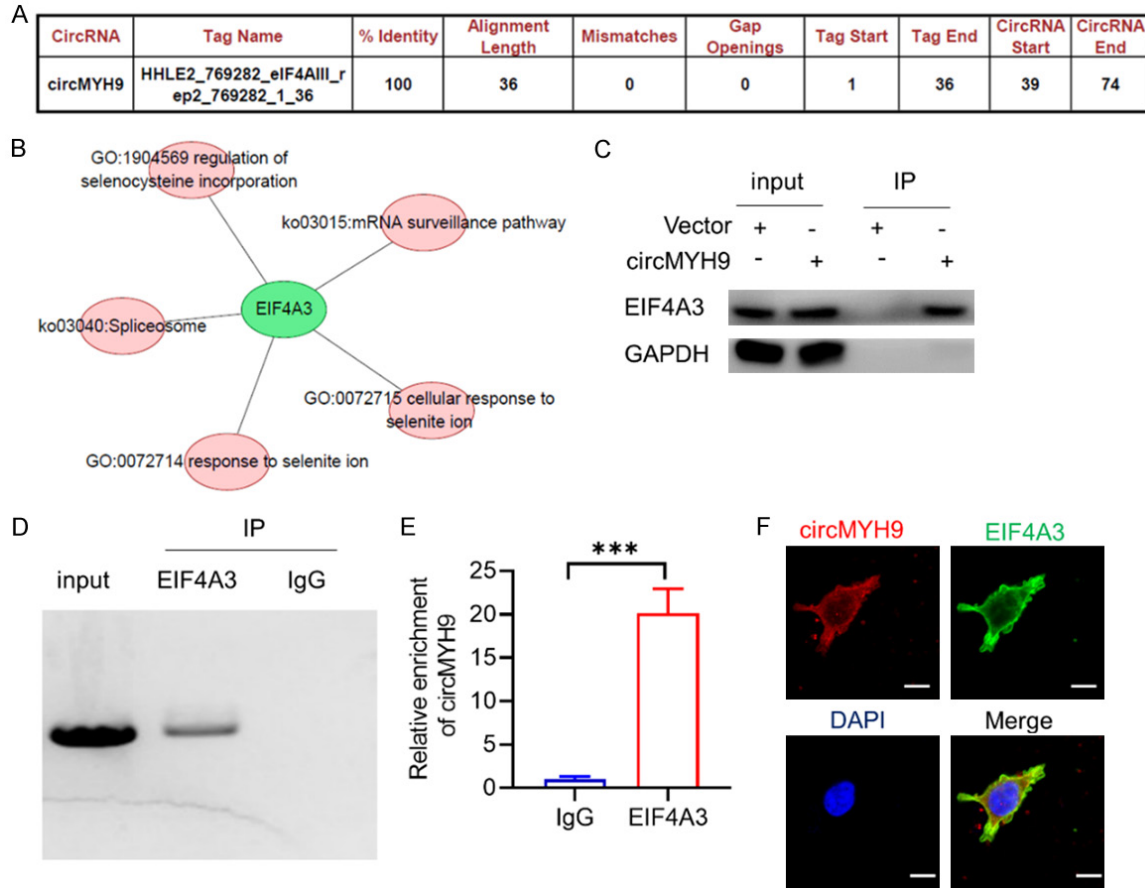 A
CircRNA Tag Name % Identity Alignment Length Mismatches Gap Openings Tag Start Tag End CircRNA Start CircRNA End
circMYH9 HHLE2_769282_eIF4AIII_r 100 36 0 0 1 36 39 74
ep2_769282_1_36
B
GO:1904569 regulation of
selenocysteine incorporation
ko03015:mRNA surveillance pathway
EIF4A3
ko03040:Spliceosome
GO:0072715 cellular response to
selenite ion
GO:0072714 response to selenite ion
C
input IP
Vector + - + -
circMYH9 - + - +
EIF4A3
GAPDH
D
IP
input EIF4A3 IgG
E
***
Relative enrichment
of circMYH9
25
20
15
10
5
0
IgG EIF4A3
F
circMYH9 EIF4A3
DAPI Merge